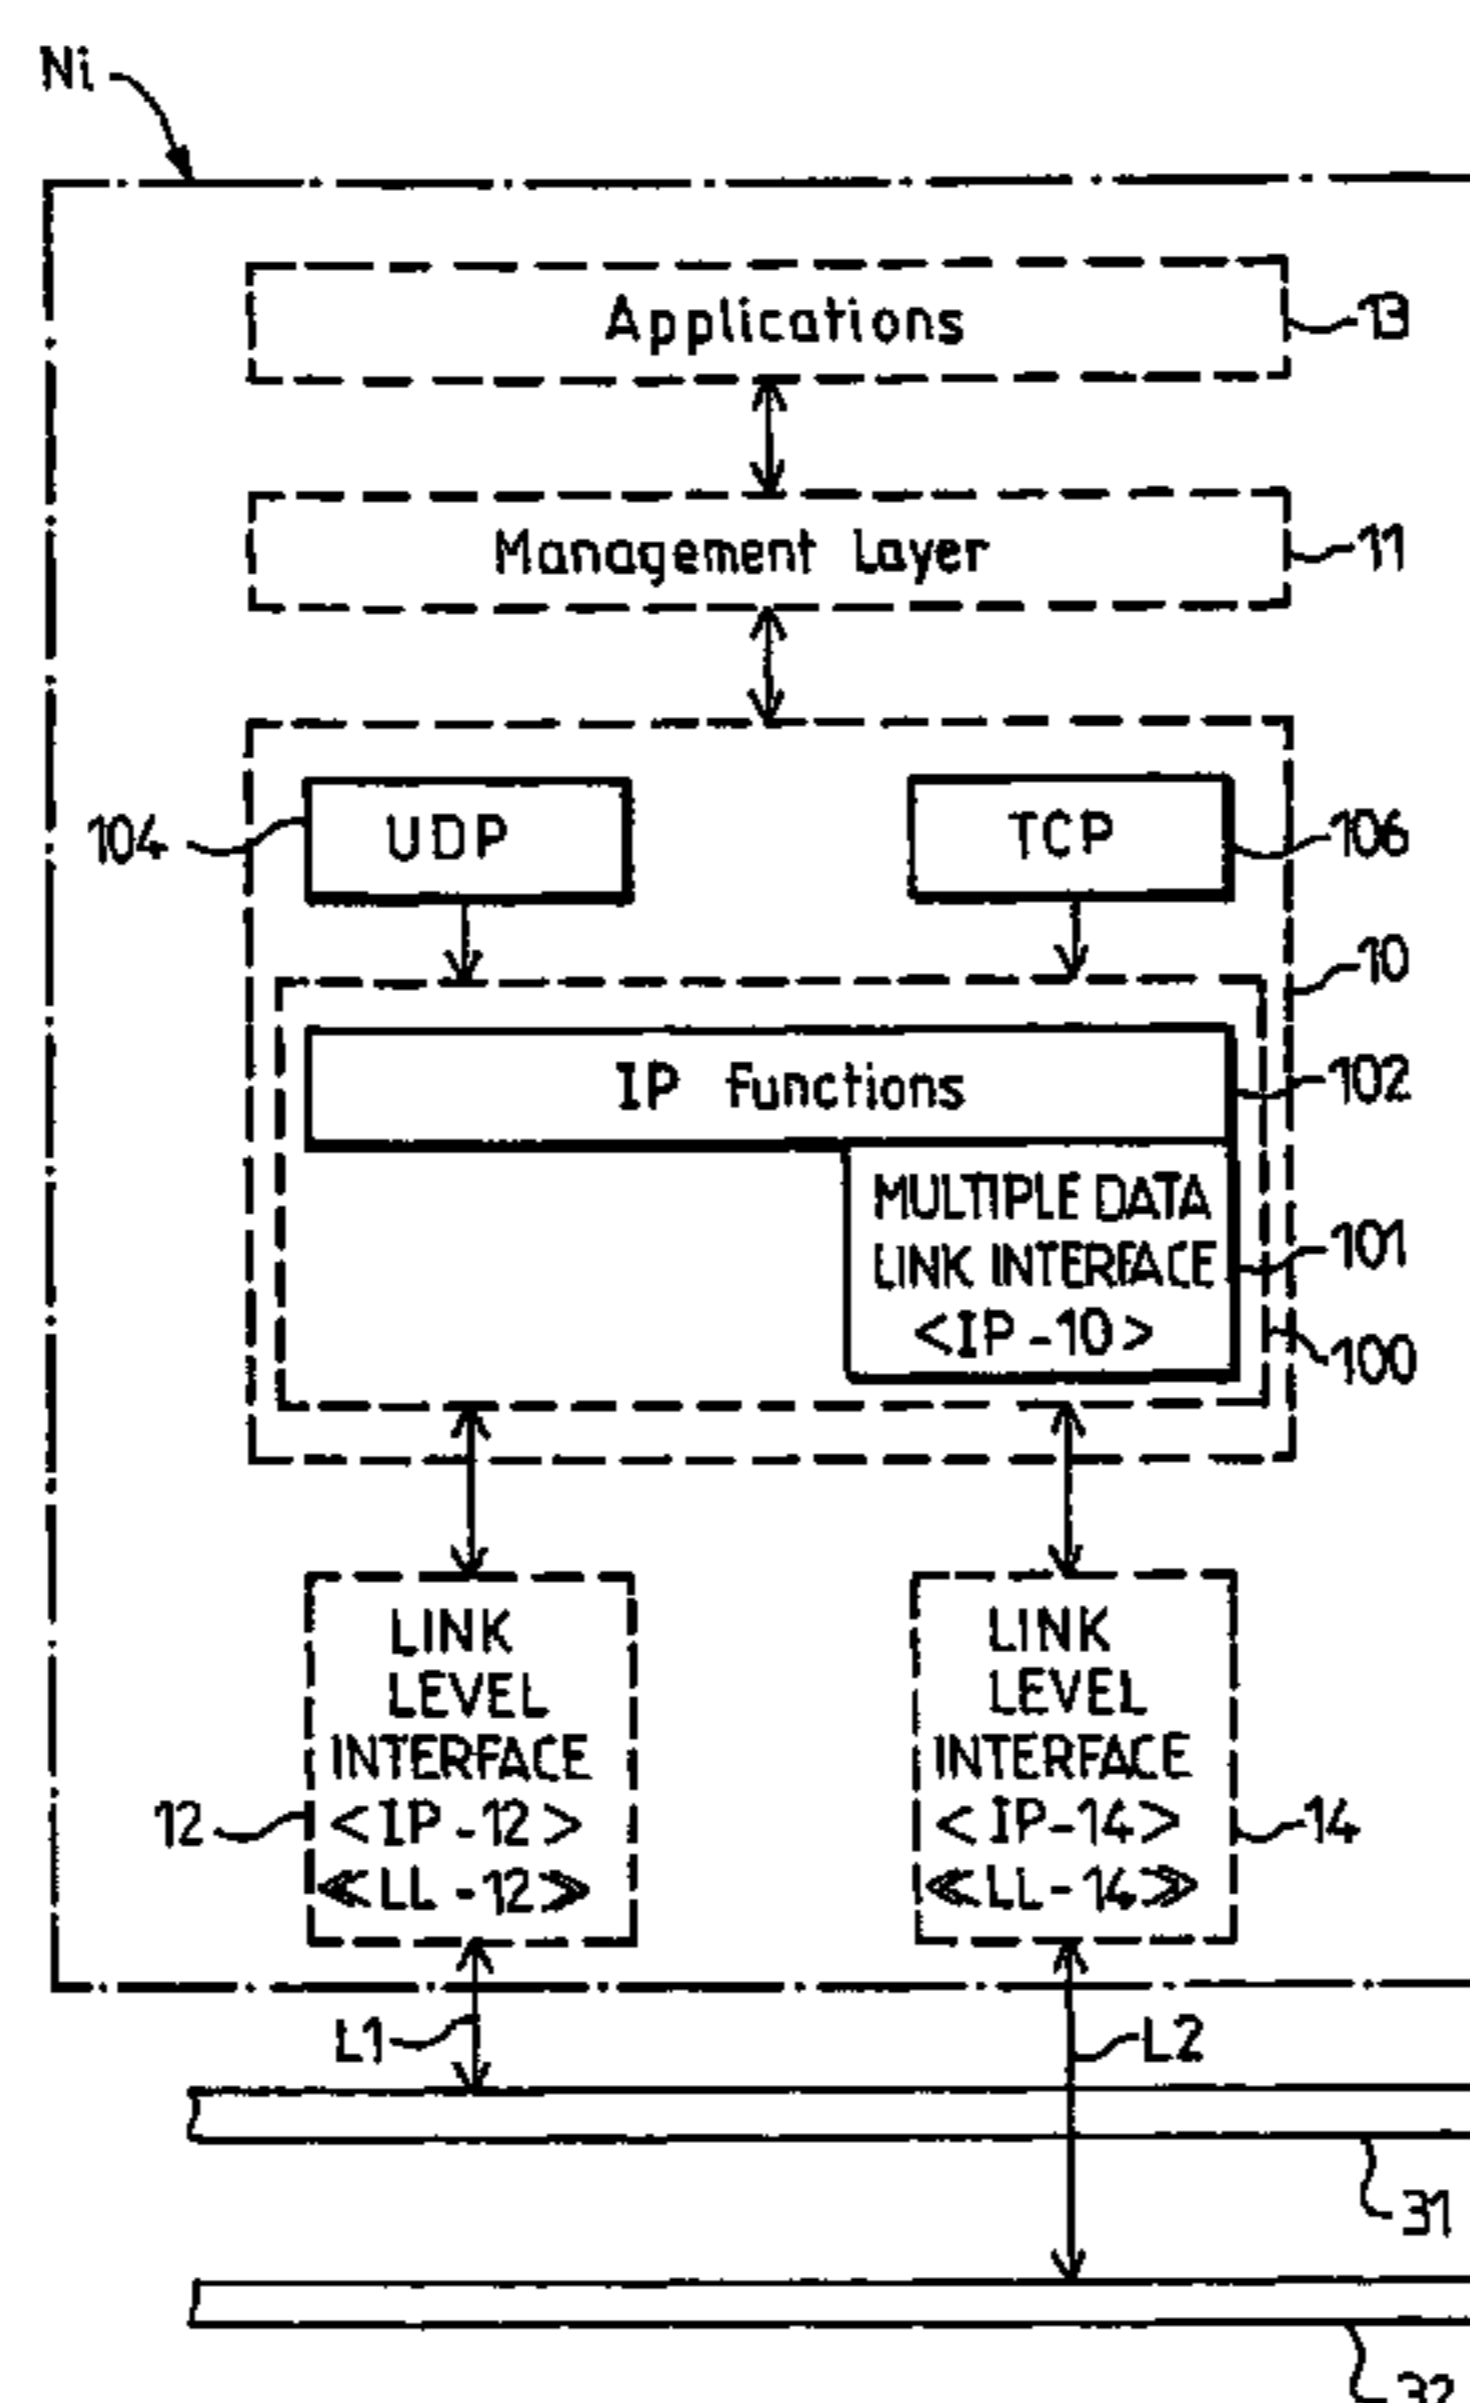 Ni
Applications
13
Management Layer
11
104
UDP
TCP
106
10
IP functions
102
MULTIPLE DATA
LINK INTERFACE
<IP-10>
101
100
LINK
LEVEL
INTERFACE
<IP-12>
≪LL-12≫
12
LINK
LEVEL
INTERFACE
<IP-14>
≪LL-14≫
14
L1
L2
31
32